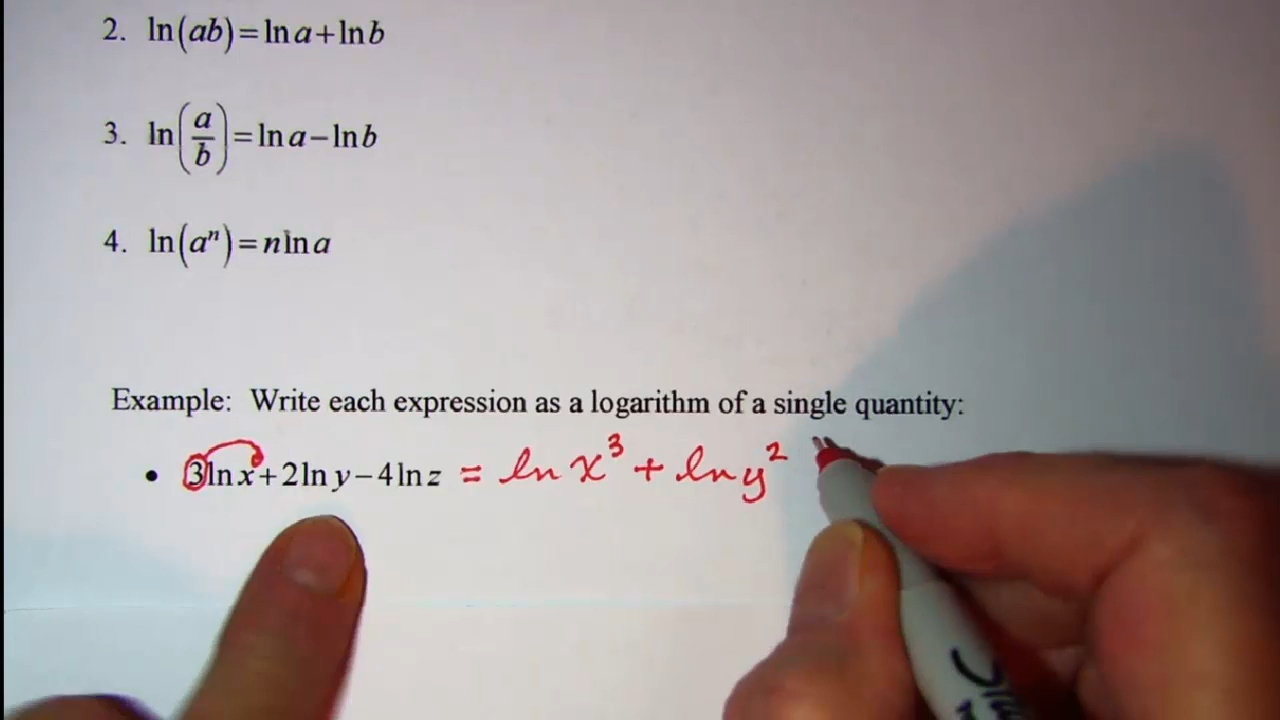 2. ln(ab)=ln a+ln b
3. ln(a/b)=ln a−ln b
4. ln(aⁿ)=n ln a
Example: Write each expression as a logarithm of a single quantity:
• 3ln x+2ln y−4ln z = ln x³ + ln y²